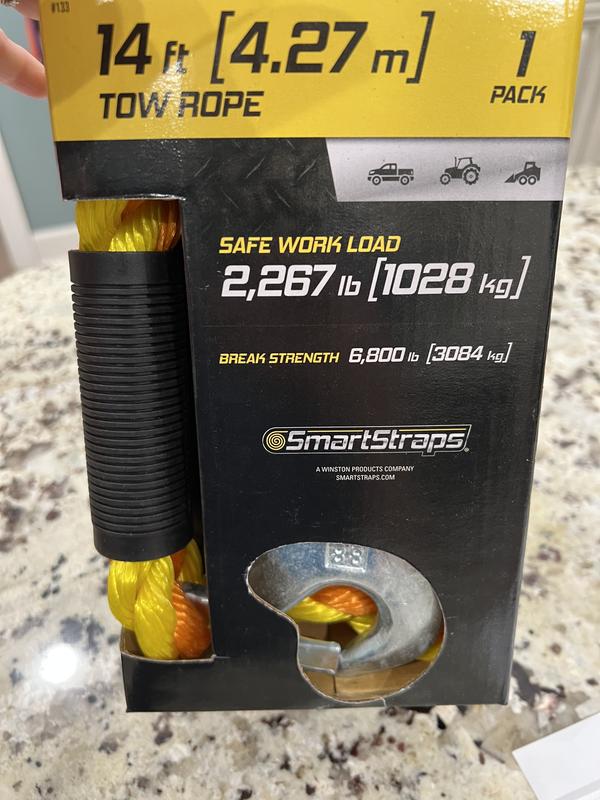 #133
14 ft [4.27 m]
TOW ROPE
1
PACK
SAFE WORK LOAD
2,267 lb [1028 kg]
BREAK STRENGTH 6,800 lb [3084 kg]
SmartStraps®
A WINSTON PRODUCTS COMPANY
SMARTSTRAPS.COM